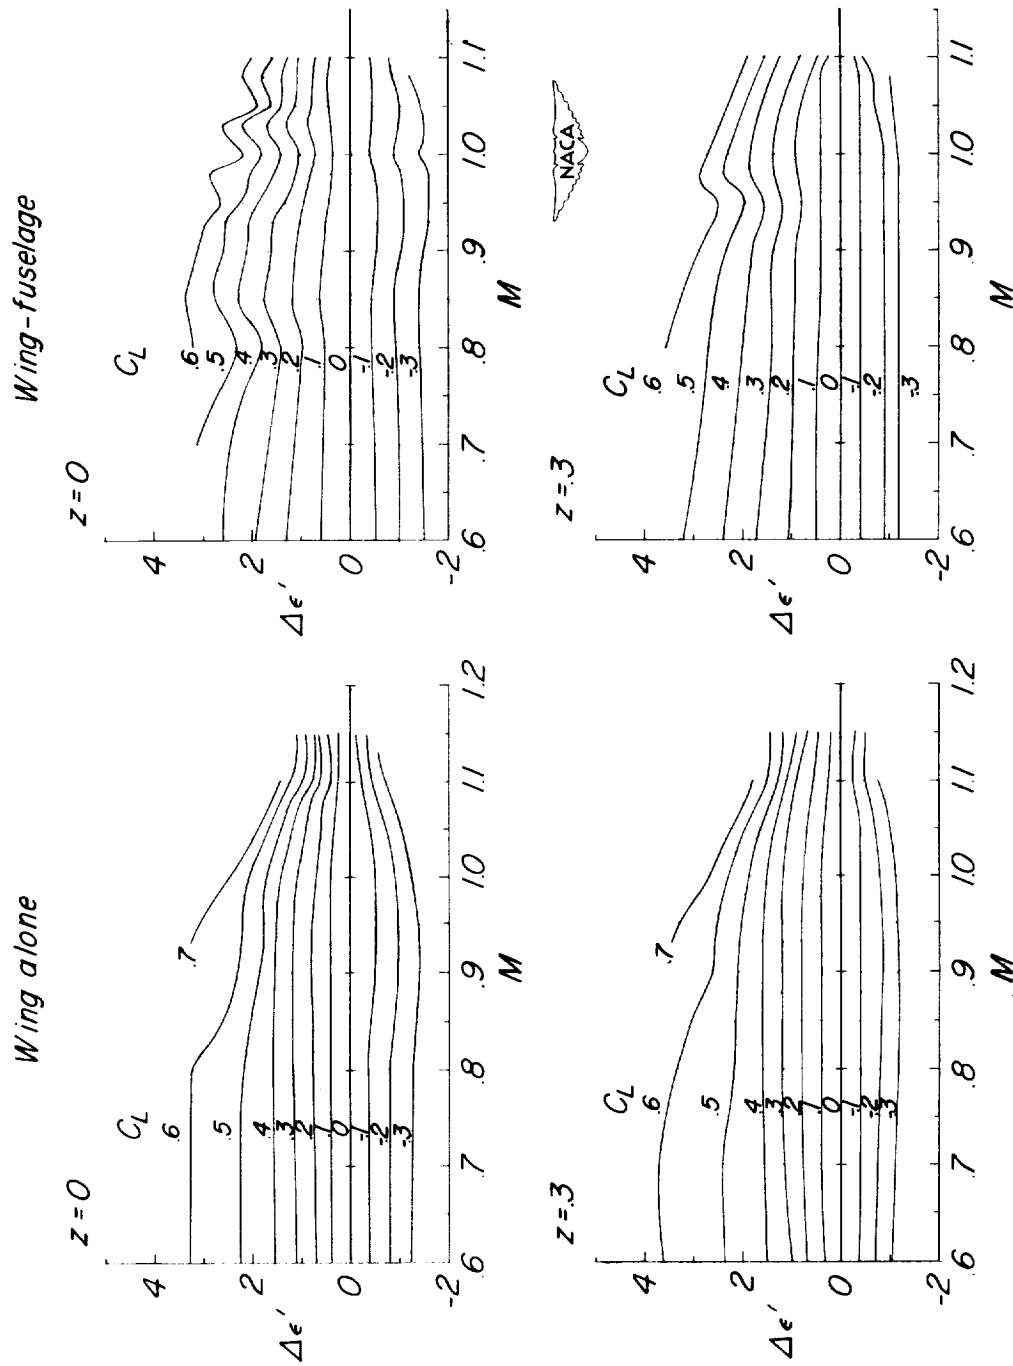 Wing alone
Wing-fuselage
z=0
C_L
.7
.6
.5
.4
.3
.2
.1
0
-.1
-.2
-.3
Δε'
4
2
0
-2
.6 .7 .8 .9 1.0 1.1 1.2
M
z=0
C_L
.6
.5
.4
.3
.2
.1
0
-.1
-.2
-.3
Δε'
4
2
0
-2
.6 .7 .8 .9 1.0 1.1
M
z=.3
C_L
.7
.6
.5
.4
.3
.2
.1
0
-.1
-.2
-.3
Δε'
4
2
0
-2
.6 .7 .8 .9 1.0 1.1 1.2
M
z=.3
C_L
.6
.5
.4
.3
.2
.1
0
-.1
-.2
-.3
Δε'
4
2
0
-2
.6 .7 .8 .9 1.0 1.1
M
NACA